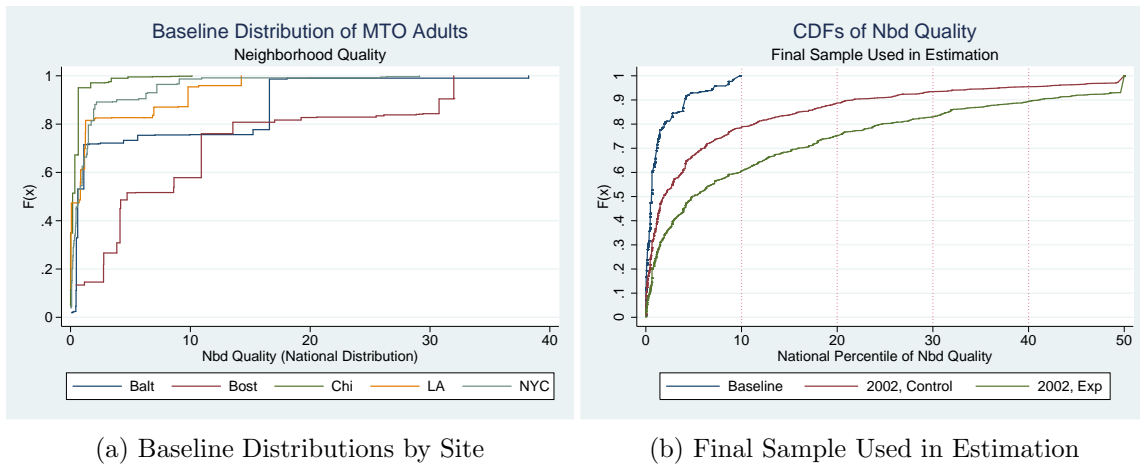 Baseline Distribution of MTO Adults
Neighborhood Quality
1
.8
.6
.4
.2
0
F(x)
0 10 20 30 40
Nbd Quality (National Distribution)
Balt Bost Chi LA NYC
(a) Baseline Distributions by Site
CDFs of Nbd Quality
Final Sample Used in Estimation
1
.9
.8
.7
.6
.5
.4
.3
.2
.1
0
F(x)
0 10 20 30 40 50
National Percentile of Nbd Quality
Baseline 2002, Control 2002, Exp
(b) Final Sample Used in Estimation